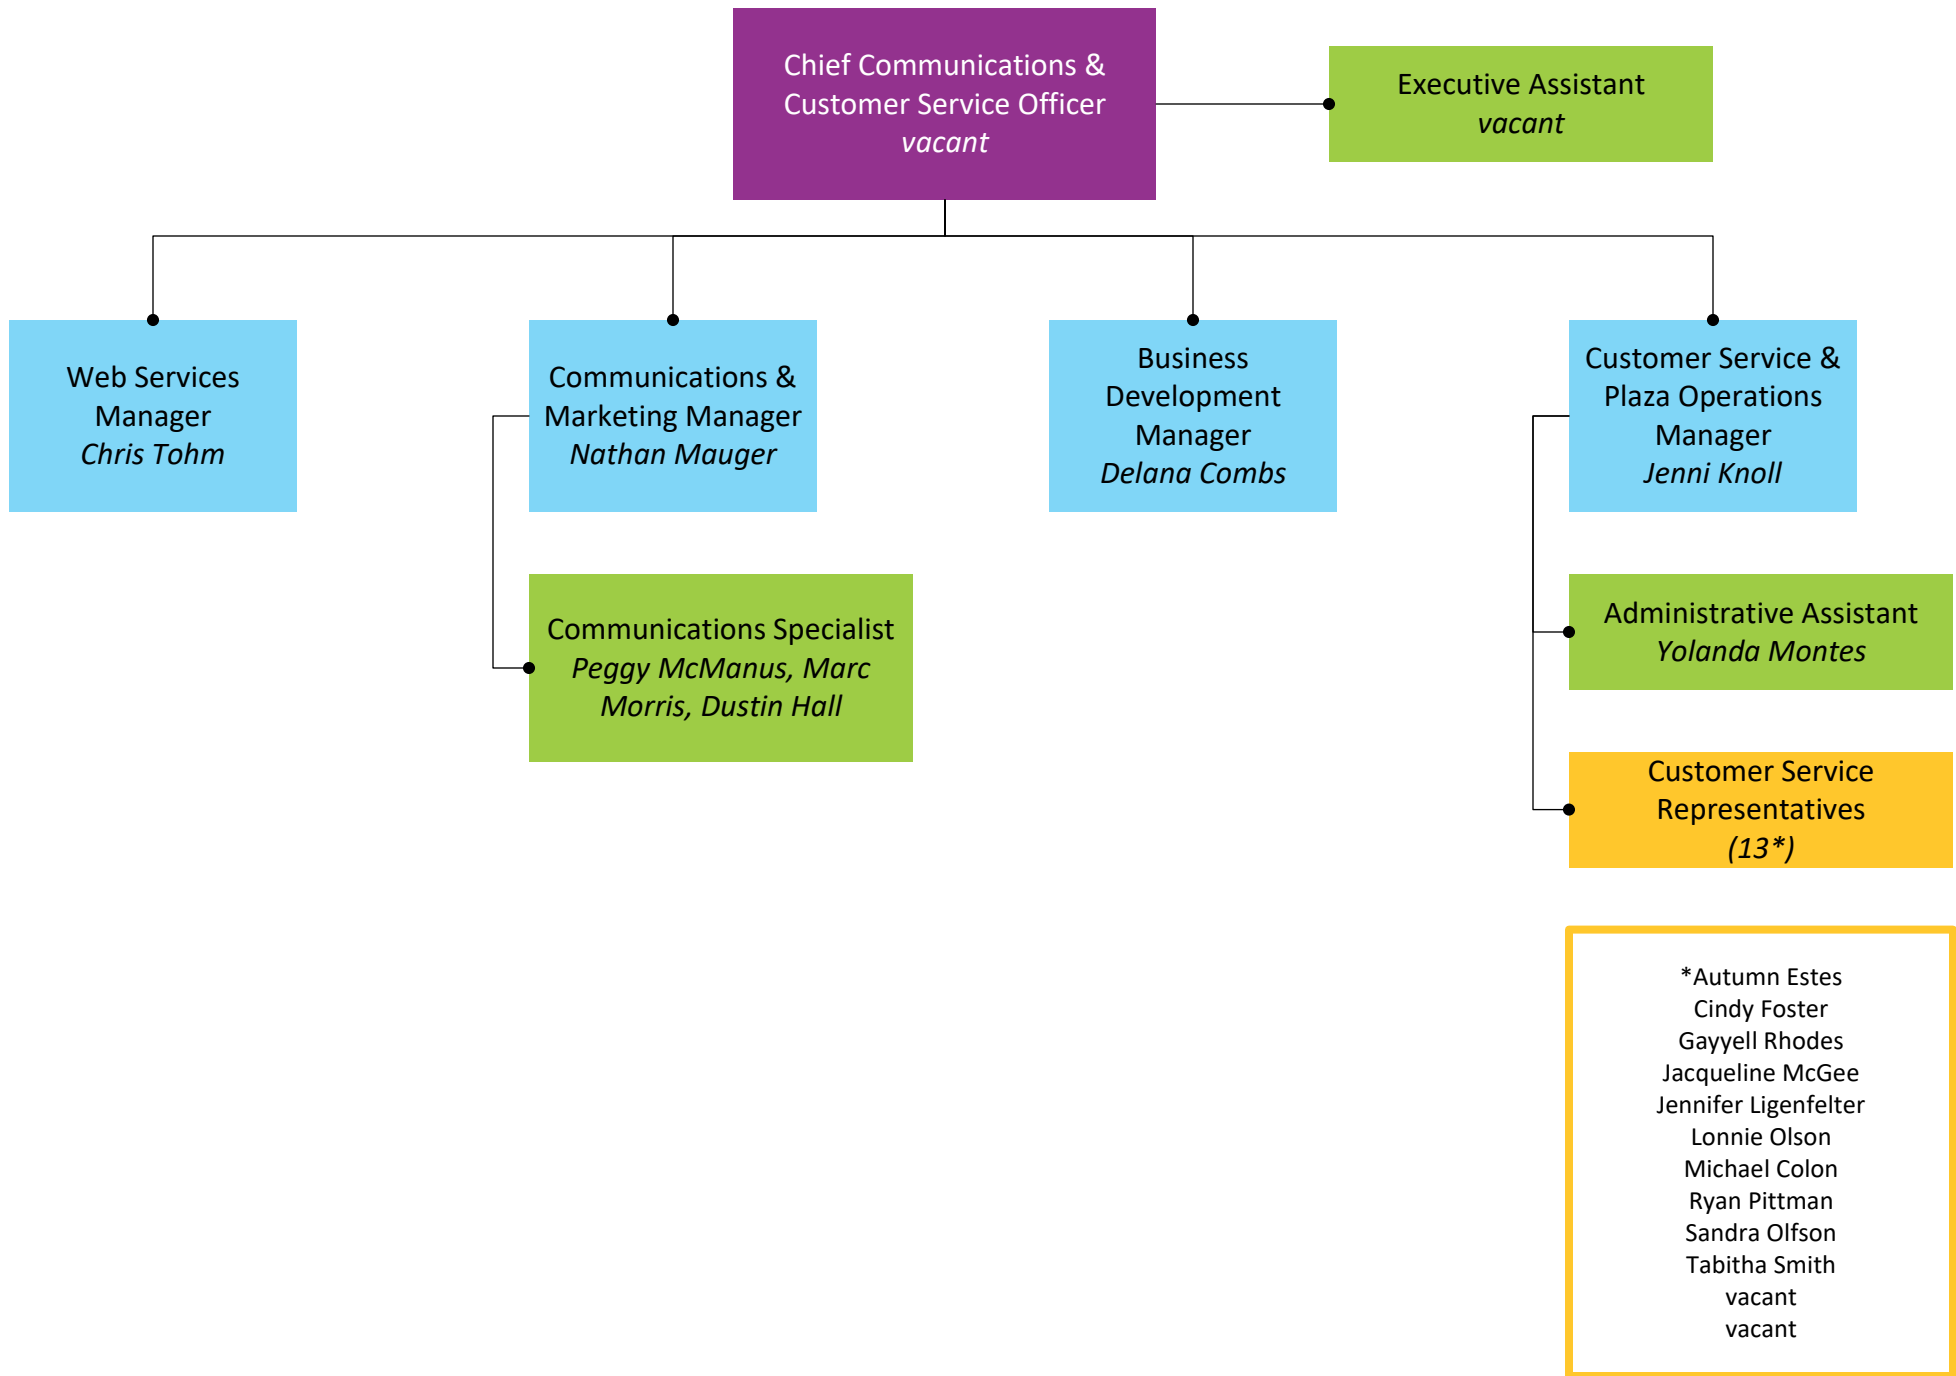 Chief Communications &
Customer Service Officer
vacant
Executive Assistant
vacant
Web Services
Manager
Chris Tohm
Communications &
Marketing Manager
Nathan Mauger
Business
Development
Manager
Delana Combs
Customer Service &
Plaza Operations
Manager
Jenni Knoll
Communications Specialist
Peggy McManus, Marc
Morris, Dustin Hall
Administrative Assistant
Yolanda Montes
Customer Service
Representatives
(13*)
*Autumn Estes
Cindy Foster
Gayyell Rhodes
Jacqueline McGee
Jennifer Ligenfelter
Lonnie Olson
Michael Colon
Ryan Pittman
Sandra Olfson
Tabitha Smith
vacant
vacant